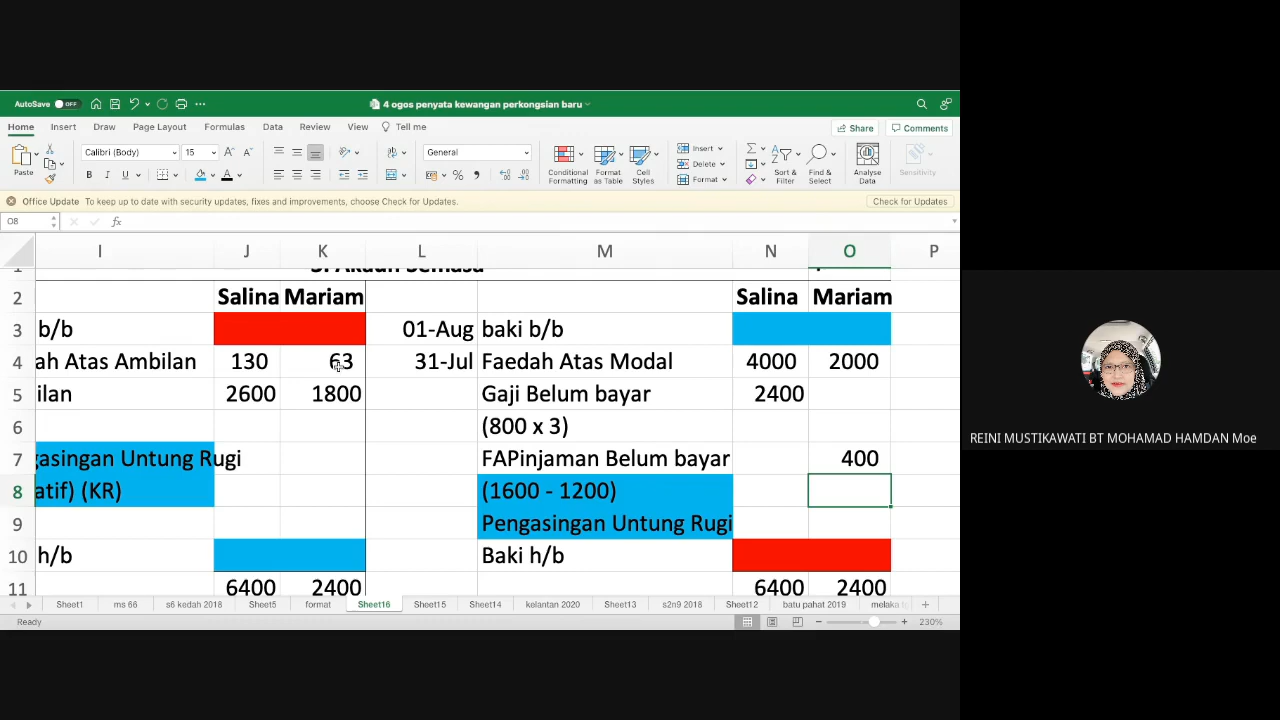 AutoSave OFF
4 ogos penyata kewangan perkongsian baru
Home Insert Draw Page Layout Formulas Data Review View Tell me
Share Comments
Paste
Calibri (Body) 15 A A
B I U A
General
%
Conditional Formatting
Format as Table
Cell Styles
Insert
Delete
Format
Sort & Filter
Find & Select
Analyse Data
Sensitivity
Office Update To keep up to date with security updates, fixes and improvements, choose Check for Updates.
Check for Updates
O8 fx
I J K L M N O P
1
2 Salina Mariam Salina Mariam
3 b/b 01-Aug baki b/b
4 ah Atas Ambilan 130 63 31-Jul Faedah Atas Modal 4000 2000
5 ilan 2600 1800 Gaji Belum bayar 2400
6 (800 x 3)
7 gasingan Untung Rugi FAPinjaman Belum bayar 400
8 atif) (KR) (1600 - 1200)
9 Pengasingan Untung Rugi
10 h/b Baki h/b
11 6400 2400 6400 2400
Sheet1 ms 66 s6 kedah 2018 Sheet5 format Sheet16 Sheet15 Sheet14 kelantan 2020 Sheet13 s2n9 2018 Sheet12 batu pahat 2019 melaka
Ready
230%
REINI MUSTIKAWATI BT MOHAMAD HAMDAN Moe